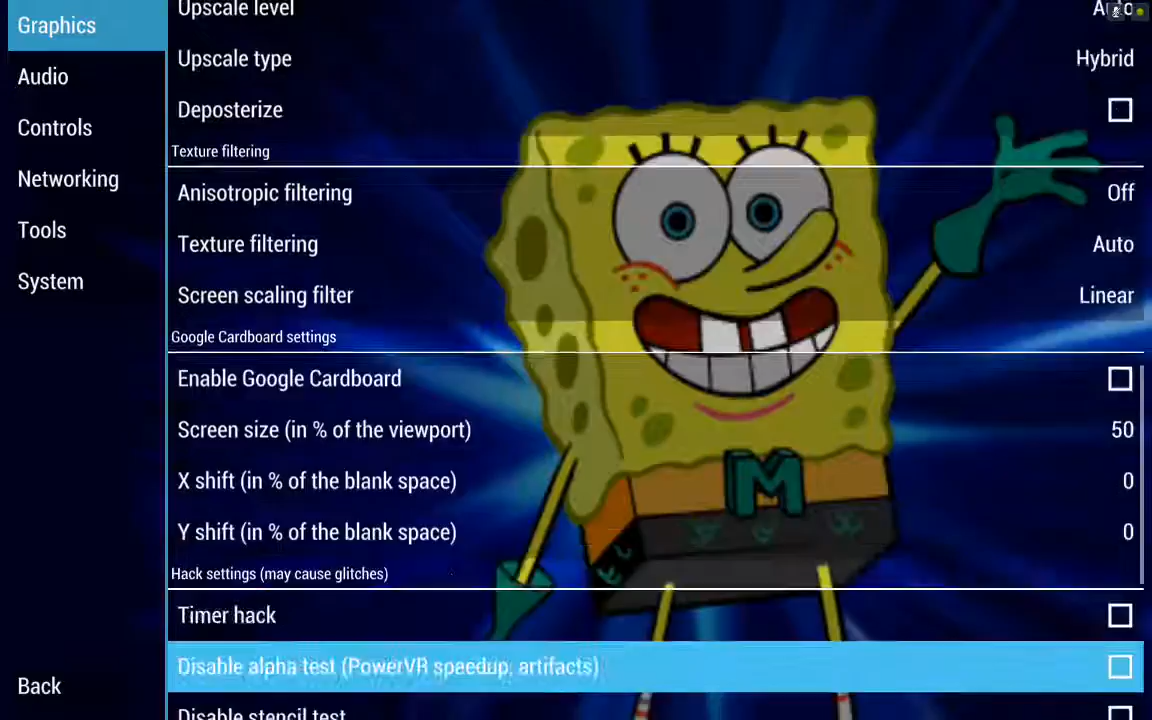 Graphics
Audio
Controls
Networking
Tools
System
Back
Upscale level Auto
Upscale type Hybrid
Deposterize
Texture filtering
Anisotropic filtering Off
Texture filtering Auto
Screen scaling filter Linear
Google Cardboard settings
Enable Google Cardboard
Screen size (in % of the viewport) 50
X shift (in % of the blank space) 0
Y shift (in % of the blank space) 0
Hack settings (may cause glitches)
Timer hack
Disable alpha test (PowerVR speedup, artifacts)
Disable stencil test
M